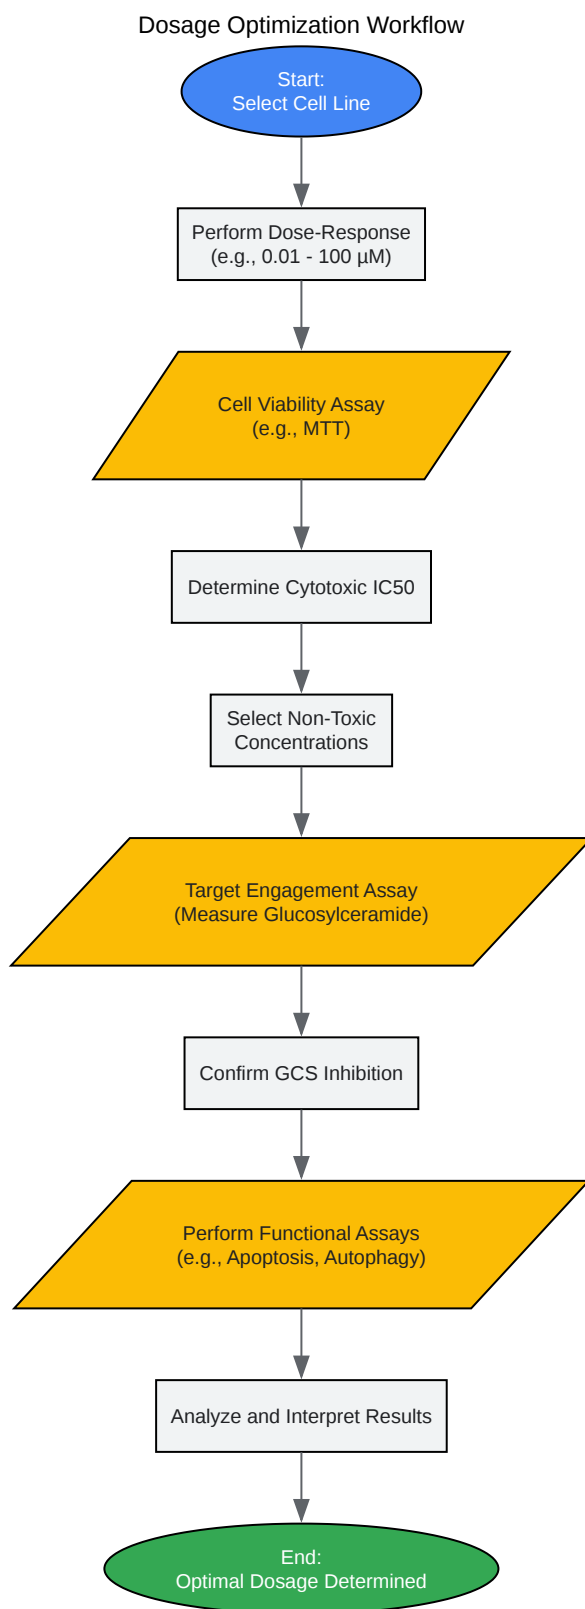 Dosage Optimization Workflow
Start:
Select Cell Line
Perform Dose-Response
(e.g., 0.01 - 100 µM)
Cell Viability Assay
(e.g., MTT)
Determine Cytotoxic IC50
Select Non-Toxic
Concentrations
Target Engagement Assay
(Measure Glucosylceramide)
Confirm GCS Inhibition
Perform Functional Assays
(e.g., Apoptosis, Autophagy)
Analyze and Interpret Results
End:
Optimal Dosage Determined